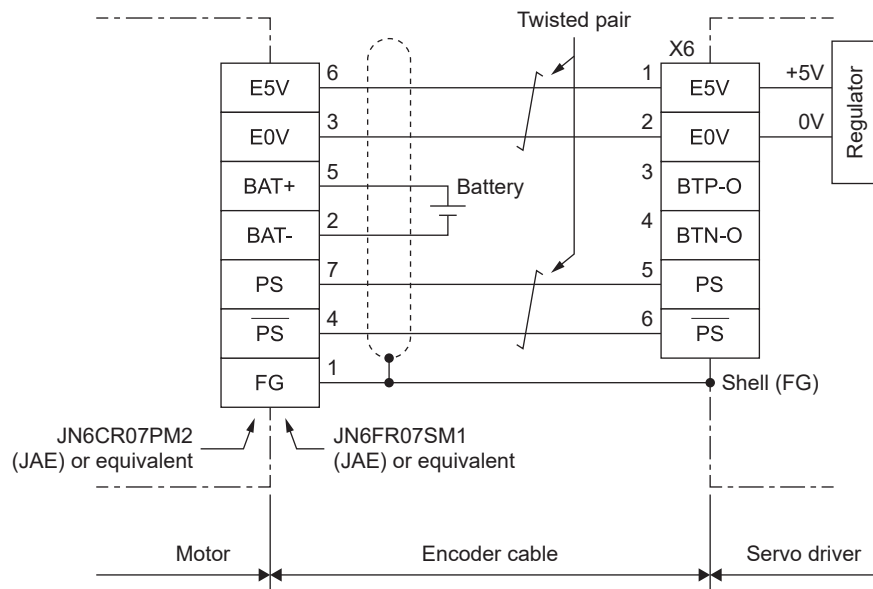 Twisted pair
X6
E5V 6 1 E5V +5V
E0V 3 2 E0V 0V
Regulator
BAT+ 5 Battery 3 BTP-O
BAT- 2 4 BTN-O
PS 7 5 PS
P̅S̅ 4 6 P̅S̅
FG 1 Shell (FG)
JN6CR07PM2
(JAE) or equivalent
JN6FR07SM1
(JAE) or equivalent
Motor
Encoder cable
Servo driver